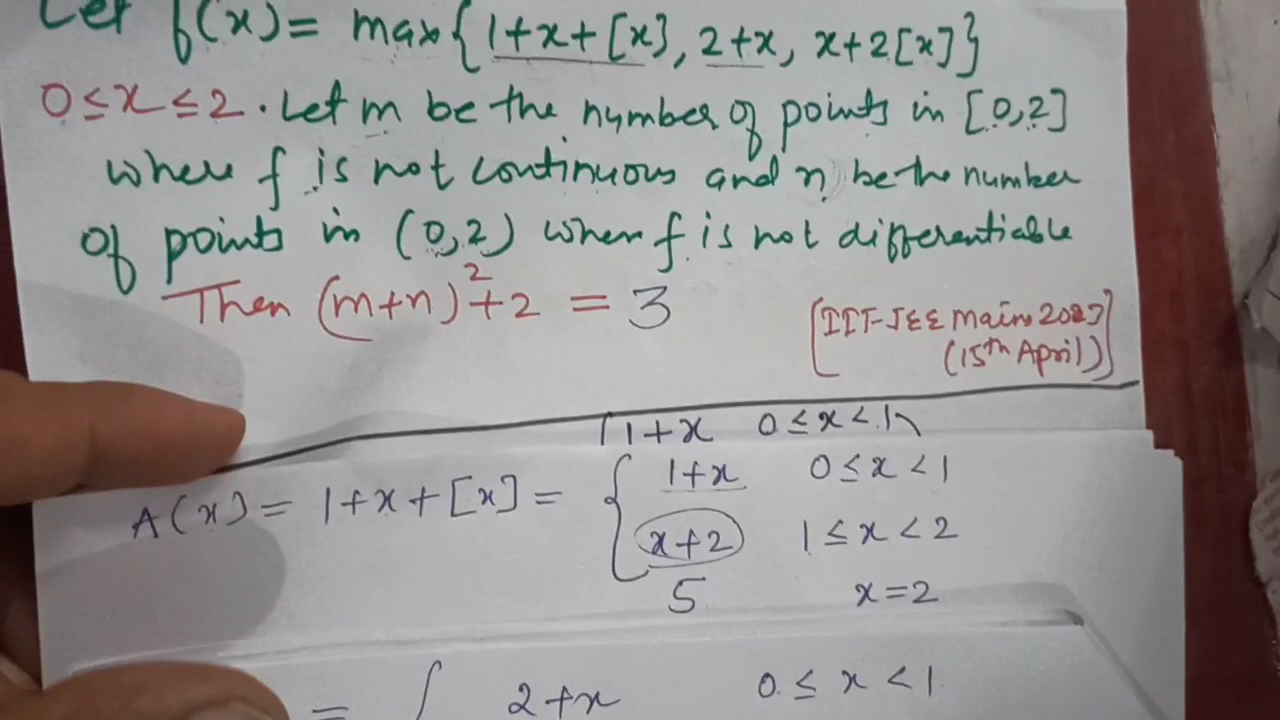 Let f(x) = max{1+x+[x], 2+x, x+2[x]}
0≤x≤2. Let m be the number of points in [0,2]
where f is not continuous and n be the number
of points in (0,2) when f is not differentiable
Then (m+n)²+2 = 3
[IIT-JEE Mains 2023
(15th April)]
1+x 0≤x<1
A(x) = 1+x+[x] = { 1+x 0≤x<1
x+2 1≤x<2
5 x=2
= { 2+x 0≤x<1